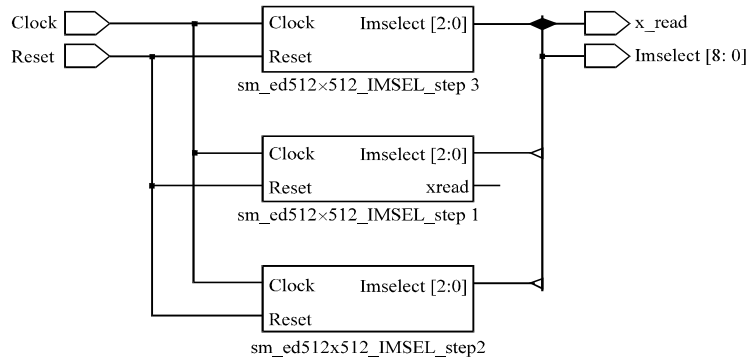 Clock
Clock
Imselect [2:0]
x_read
Reset
Reset
Imselect [8: 0]
sm_ed512×512_IMSEL_step 3
Clock
Imselect [2:0]
Reset
xread
sm_ed512×512_IMSEL_step 1
Clock
Imselect [2:0]
Reset
sm_ed512x512_IMSEL_step2